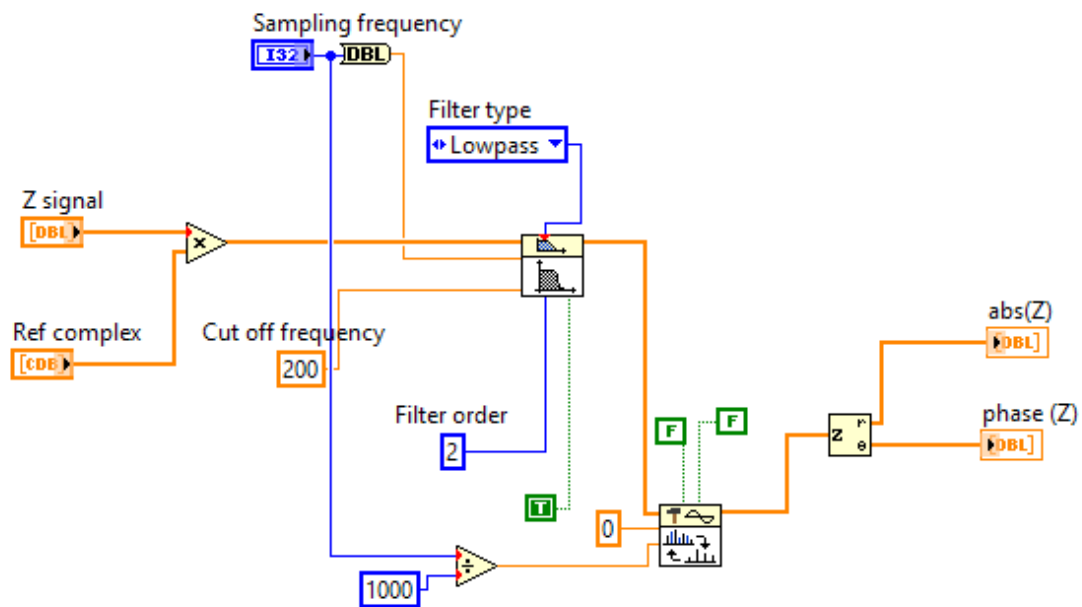 Sampling frequency
I32
DBL
Filter type
Lowpass
Z signal
[DBL]
×
Ref complex
[CDB]
Cut off frequency
200
Filter order
2
T
F
F
0
÷
1000
z
r
θ
abs(Z)
DBL]
phase (Z)
DBL]